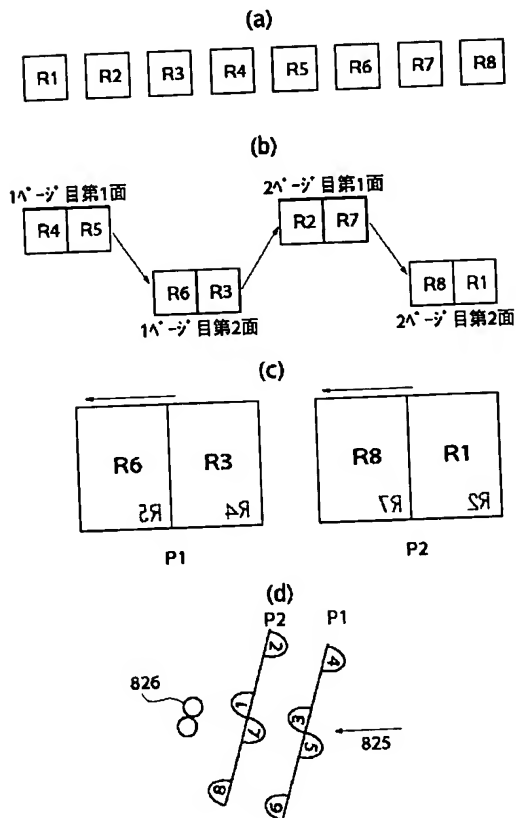 (a)
R1 R2 R3 R4 R5 R6 R7 R8
(b)
1ページ目第1面
R4 R5
2ページ目第1面
R2 R7
R6 R3
1ページ目第2面
R8 R1
2ページ目第2面
(c)
R6 R3
R5 R4
P1
R8 R1
R7 R2
P2
(d)
P2 P1
826
2
1
7
8
4
3
5
6
825